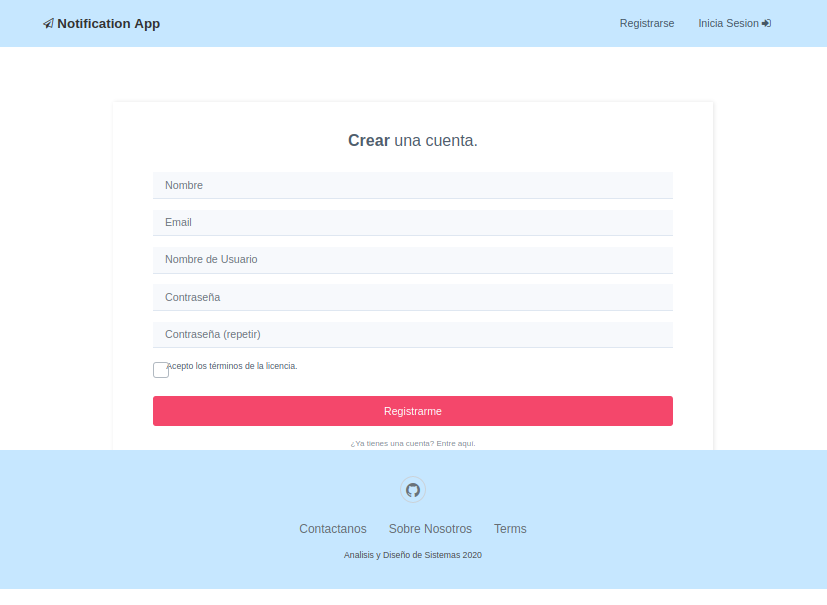 Notification App
Registrarse Inicia Sesion
Crear una cuenta.
Nombre
Email
Nombre de Usuario
Contraseña
Contraseña (repetir)
Acepto los términos de la licencia.
Registrarme
¿Ya tienes una cuenta? Entre aquí.
Contactanos Sobre Nosotros Terms
Analisis y Diseño de Sistemas 2020